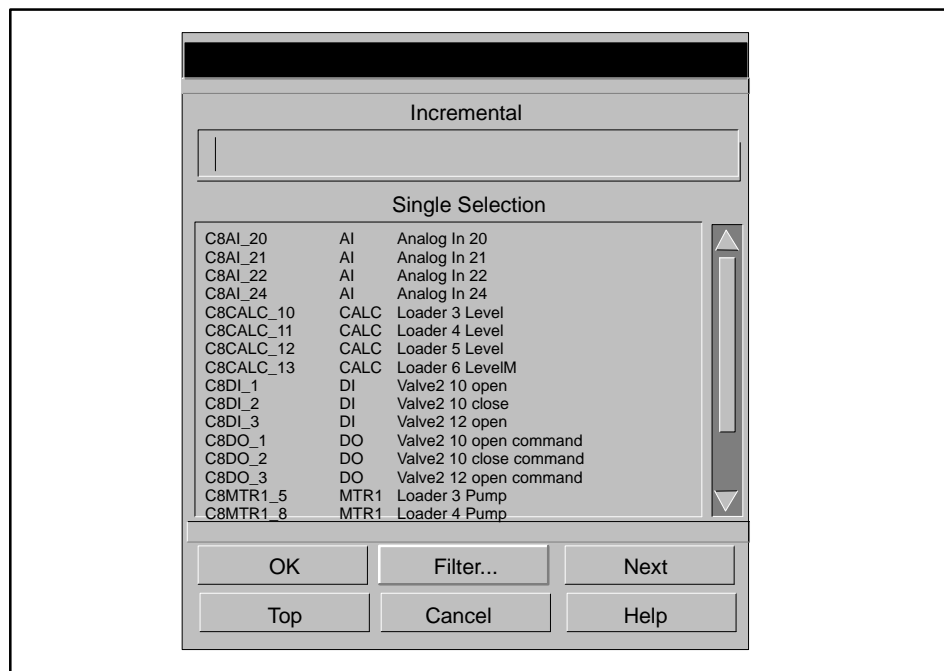 Incremental
Single Selection
C8AI_20 AI Analog In 20
C8AI_21 AI Analog In 21
C8AI_22 AI Analog In 22
C8AI_24 AI Analog In 24
C8CALC_10 CALC Loader 3 Level
C8CALC_11 CALC Loader 4 Level
C8CALC_12 CALC Loader 5 Level
C8CALC_13 CALC Loader 6 LevelM
C8DI_1 DI Valve2 10 open
C8DI_2 DI Valve2 10 close
C8DI_3 DI Valve2 12 open
C8DO_1 DO Valve2 10 open command
C8DO_2 DO Valve2 10 close command
C8DO_3 DO Valve2 12 open command
C8MTR1_5 MTR1 Loader 3 Pump
C8MTR1_8 MTR1 Loader 4 Pump
OK Filter... Next
Top Cancel Help